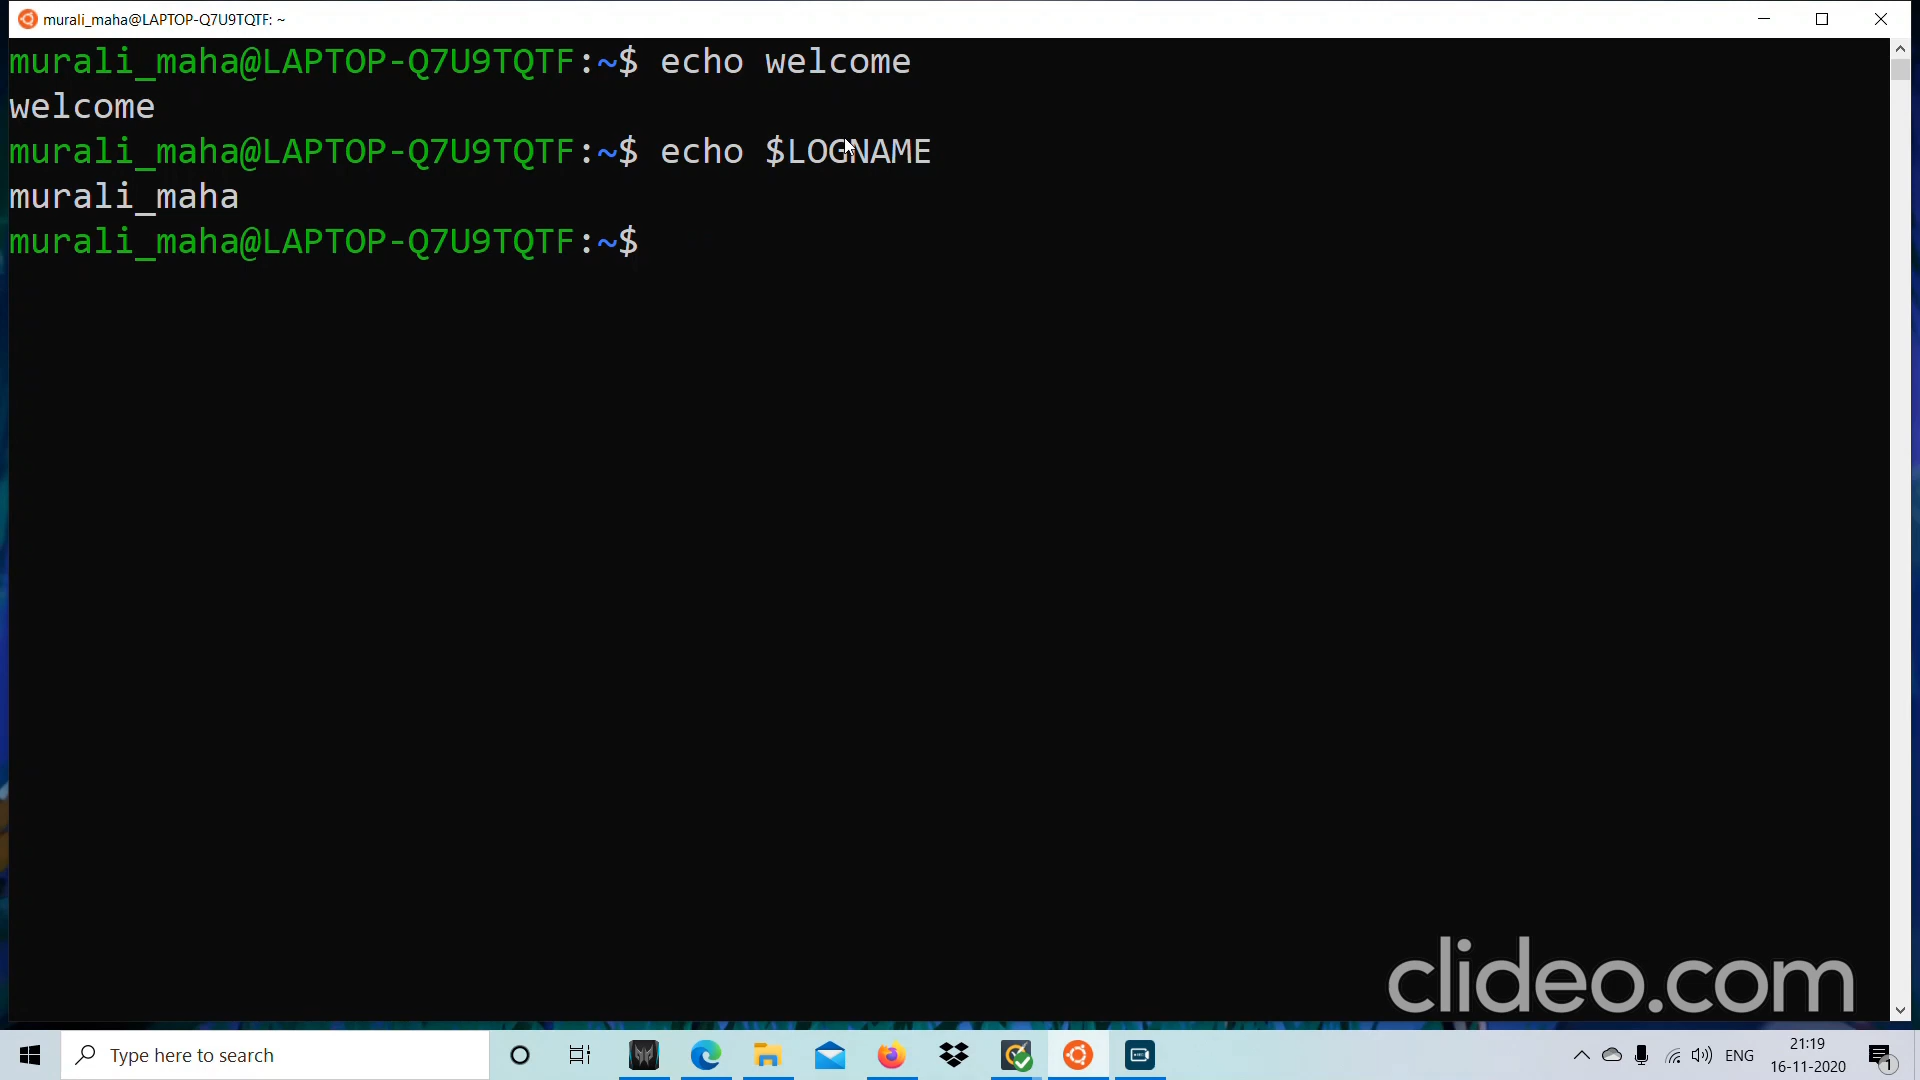 murali_maha@LAPTOP-Q7U9TQTF: ~
murali_maha@LAPTOP-Q7U9TQTF:~$ echo welcome
welcome
murali_maha@LAPTOP-Q7U9TQTF:~$ echo $LOGNAME
murali_maha
murali_maha@LAPTOP-Q7U9TQTF:~$
clideo.com
Type here to search
ENG
21:19
16-11-2020
1